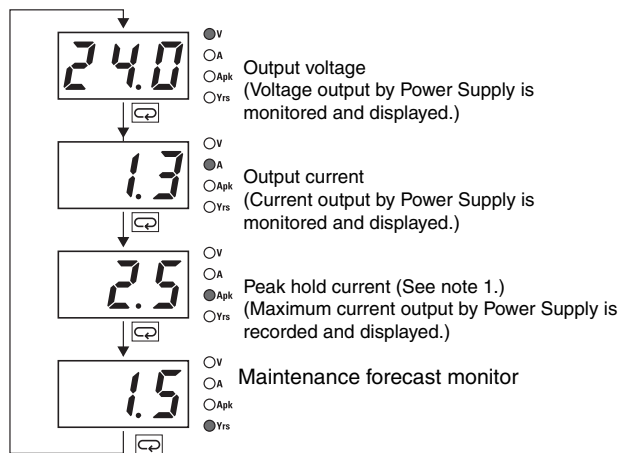 24.0
V
A
Apk
Yrs
Output voltage
(Voltage output by Power Supply is
monitored and displayed.)
1.3
V
A
Apk
Yrs
Output current
(Current output by Power Supply is
monitored and displayed.)
2.5
V
A
Apk
Yrs
Peak hold current (See note 1.)
(Maximum current output by Power Supply is
recorded and displayed.)
1.5
V
A
Apk
Yrs
Maintenance forecast monitor